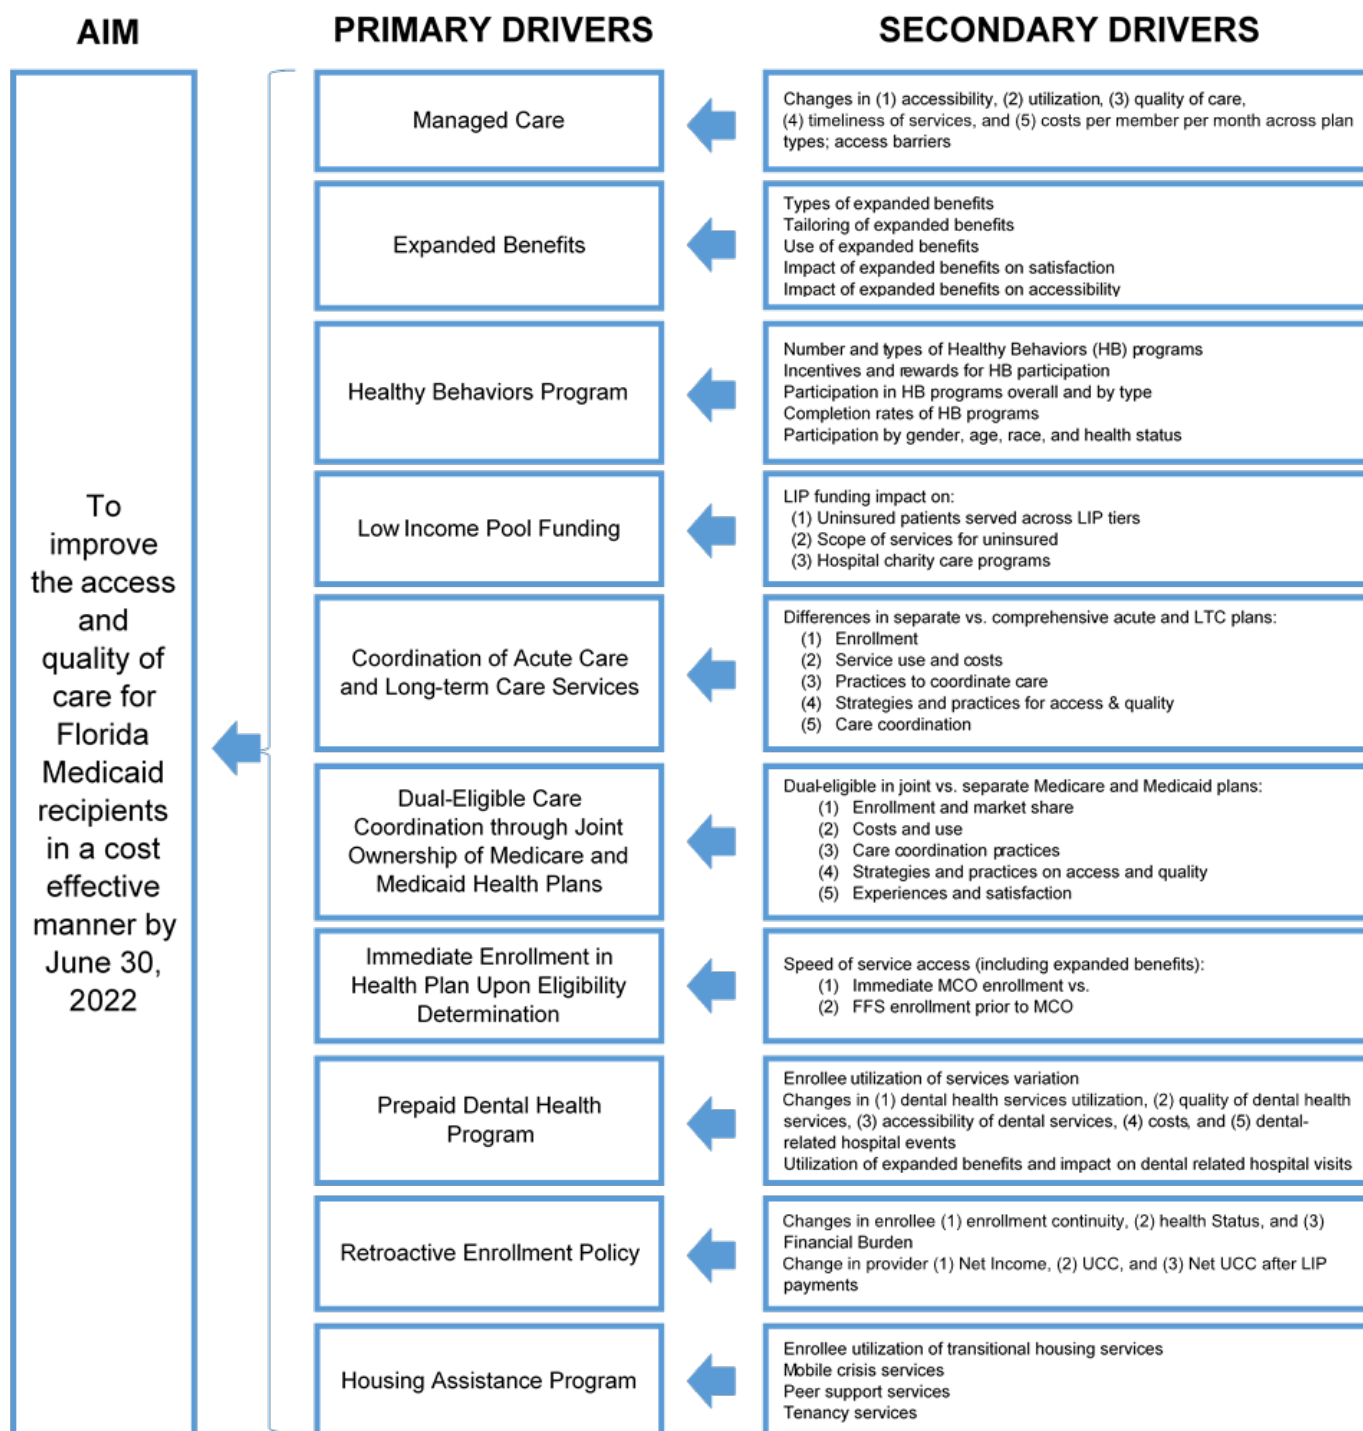 AIM
PRIMARY DRIVERS
SECONDARY DRIVERS
To
improve
the access
and
quality of
care for
Florida
Medicaid
recipients
in a cost
effective
manner by
June 30,
2022
Managed Care
Changes in (1) accessibility, (2) utilization, (3) quality of care,
(4) timeliness of services, and (5) costs per member per month across plan
types; access barriers
Expanded Benefits
Types of expanded benefits
Tailoring of expanded benefits
Use of expanded benefits
Impact of expanded benefits on satisfaction
Impact of expanded benefits on accessibility
Healthy Behaviors Program
Number and types of Healthy Behaviors (HB) programs
Incentives and rewards for HB participation
Participation in HB programs overall and by type
Completion rates of HB programs
Participation by gender, age, race, and health status
Low Income Pool Funding
LIP funding impact on:
(1) Uninsured patients served across LIP tiers
(2) Scope of services for uninsured
(3) Hospital charity care programs
Coordination of Acute Care
and Long-term Care Services
Differences in separate vs. comprehensive acute and LTC plans:
(1) Enrollment
(2) Service use and costs
(3) Practices to coordinate care
(4) Strategies and practices for access & quality
(5) Care coordination
Dual-Eligible Care
Coordination through Joint
Ownership of Medicare and
Medicaid Health Plans
Dual-eligible in joint vs. separate Medicare and Medicaid plans:
(1) Enrollment and market share
(2) Costs and use
(3) Care coordination practices
(4) Strategies and practices on access and quality
(5) Experiences and satisfaction
Immediate Enrollment in
Health Plan Upon Eligibility
Determination
Speed of service access (including expanded benefits):
(1) Immediate MCO enrollment vs.
(2) FFS enrollment prior to MCO
Prepaid Dental Health
Program
Enrollee utilization of services variation
Changes in (1) dental health services utilization, (2) quality of dental health
services, (3) accessibility of dental services, (4) costs, and (5) dental-
related hospital events
Utilization of expanded benefits and impact on dental related hospital visits
Retroactive Enrollment Policy
Changes in enrollee (1) enrollment continuity, (2) health Status, and (3)
Financial Burden
Change in provider (1) Net Income, (2) UCC, and (3) Net UCC after LIP
payments
Housing Assistance Program
Enrollee utilization of transitional housing services
Mobile crisis services
Peer support services
Tenancy services